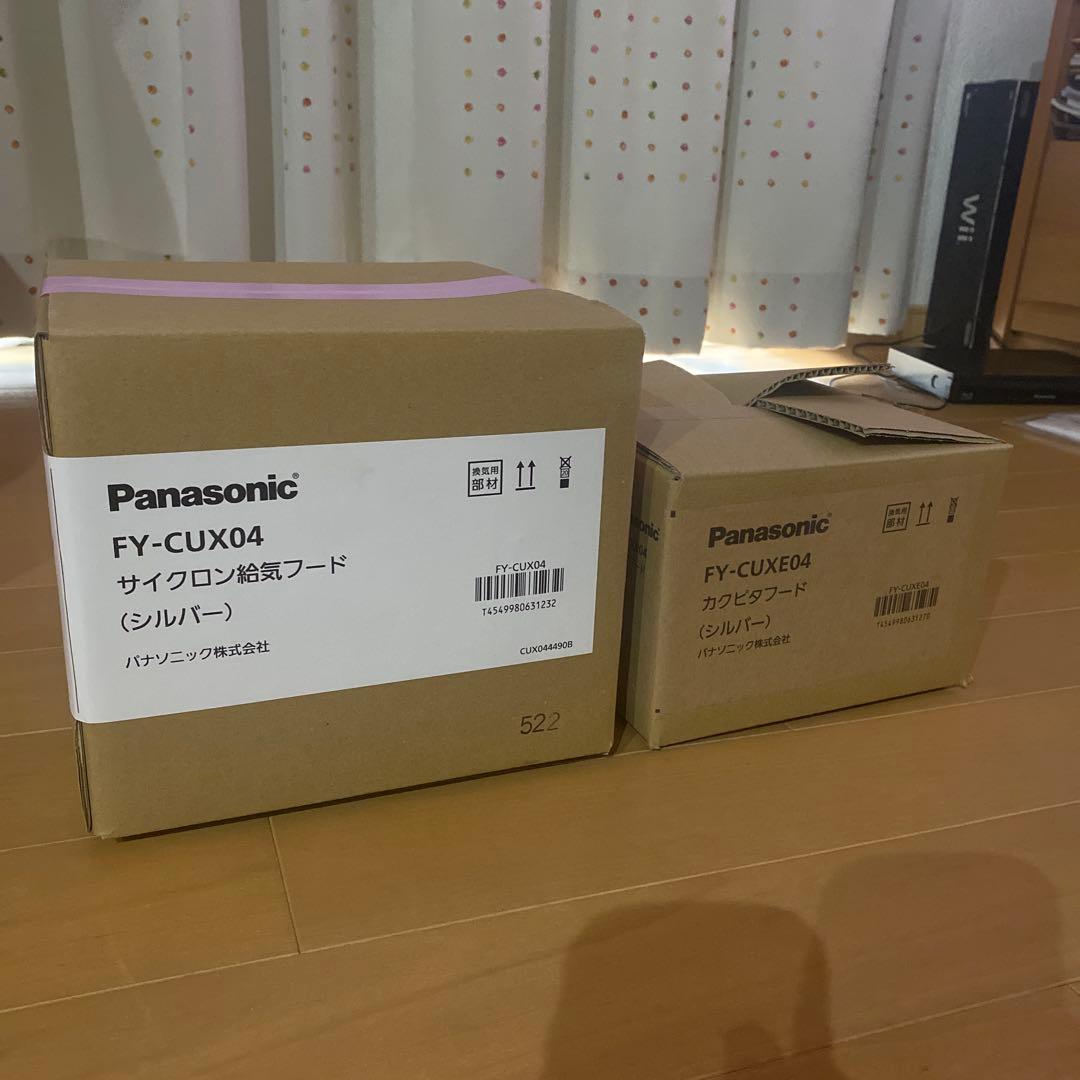 Panasonic®
FY-CUX04
サイクロン給気フード
(シルバー)
パナソニック株式会社
換気用
部材
20
FY-CUX04
T4549980631232
CUX044490B
522
Panasonic®
FY-CUXE04
カクピタフード
(シルバー)
パナソニック株式会社
換気用
部材
FY-CUXE04
T4549980631270
Wii
Panasonic